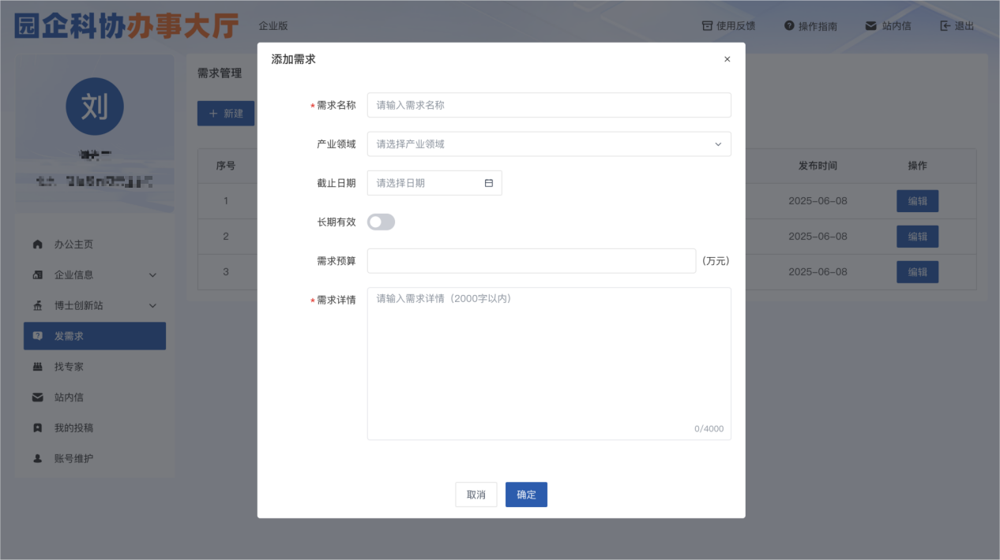 园企科协办事大厅 企业版 使用反馈 操作指南 站内信 退出
刘
办公主页
企业信息
博士创新站
发需求
找专家
站内信
我的投稿
账号维护
需求管理
+ 新建
序号 发布时间 操作
1 2025-06-08 编辑
2 2025-06-08 编辑
3 2025-06-08 编辑
添加需求 ×
*需求名称 请输入需求名称
产业领域 请选择产业领域
截止日期 请选择日期
长期有效
需求预算 (万元)
*需求详情 请输入需求详情（2000字以内）
0/4000
取消 确定